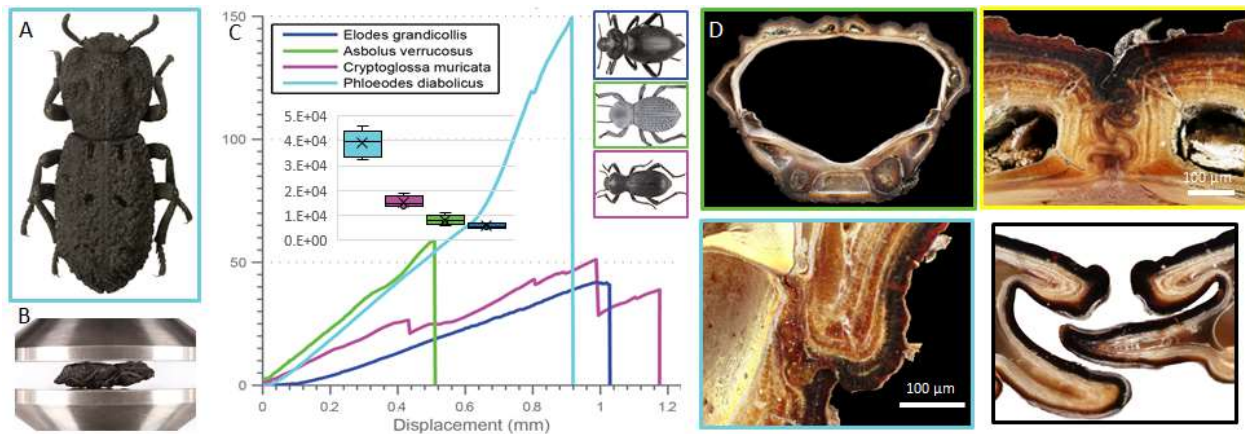 A
B
C
D
150
100
50
0
Elodes grandicollis
Asbolus verrucosus
Cryptoglossa muricata
Phloeodes diabolicus
5.E+04
4.E+04
3.E+04
2.E+04
1.E+04
0.E+00
0 0.2 0.4 0.6 0.8 1 1.2
Displacement (mm)
100 µm
100 µm